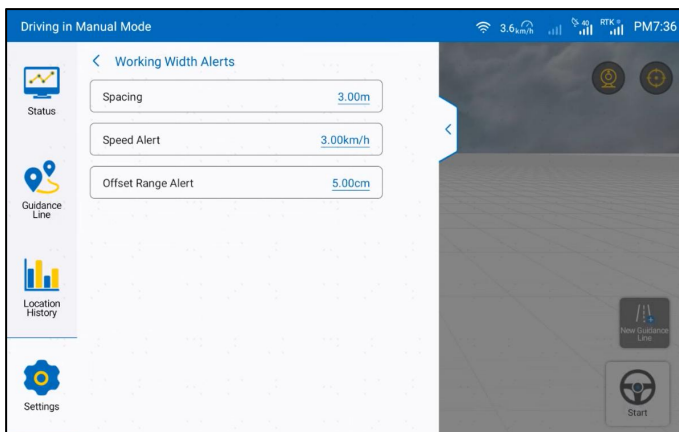 Driving in Manual Mode
3.6km/h
40
RTK
PM7:36
Working Width Alerts
Spacing
3.00m
Speed Alert
3.00km/h
Offset Range Alert
5.00cm
Status
Guidance
Line
Location
History
Settings
New Guidance
Line
Start